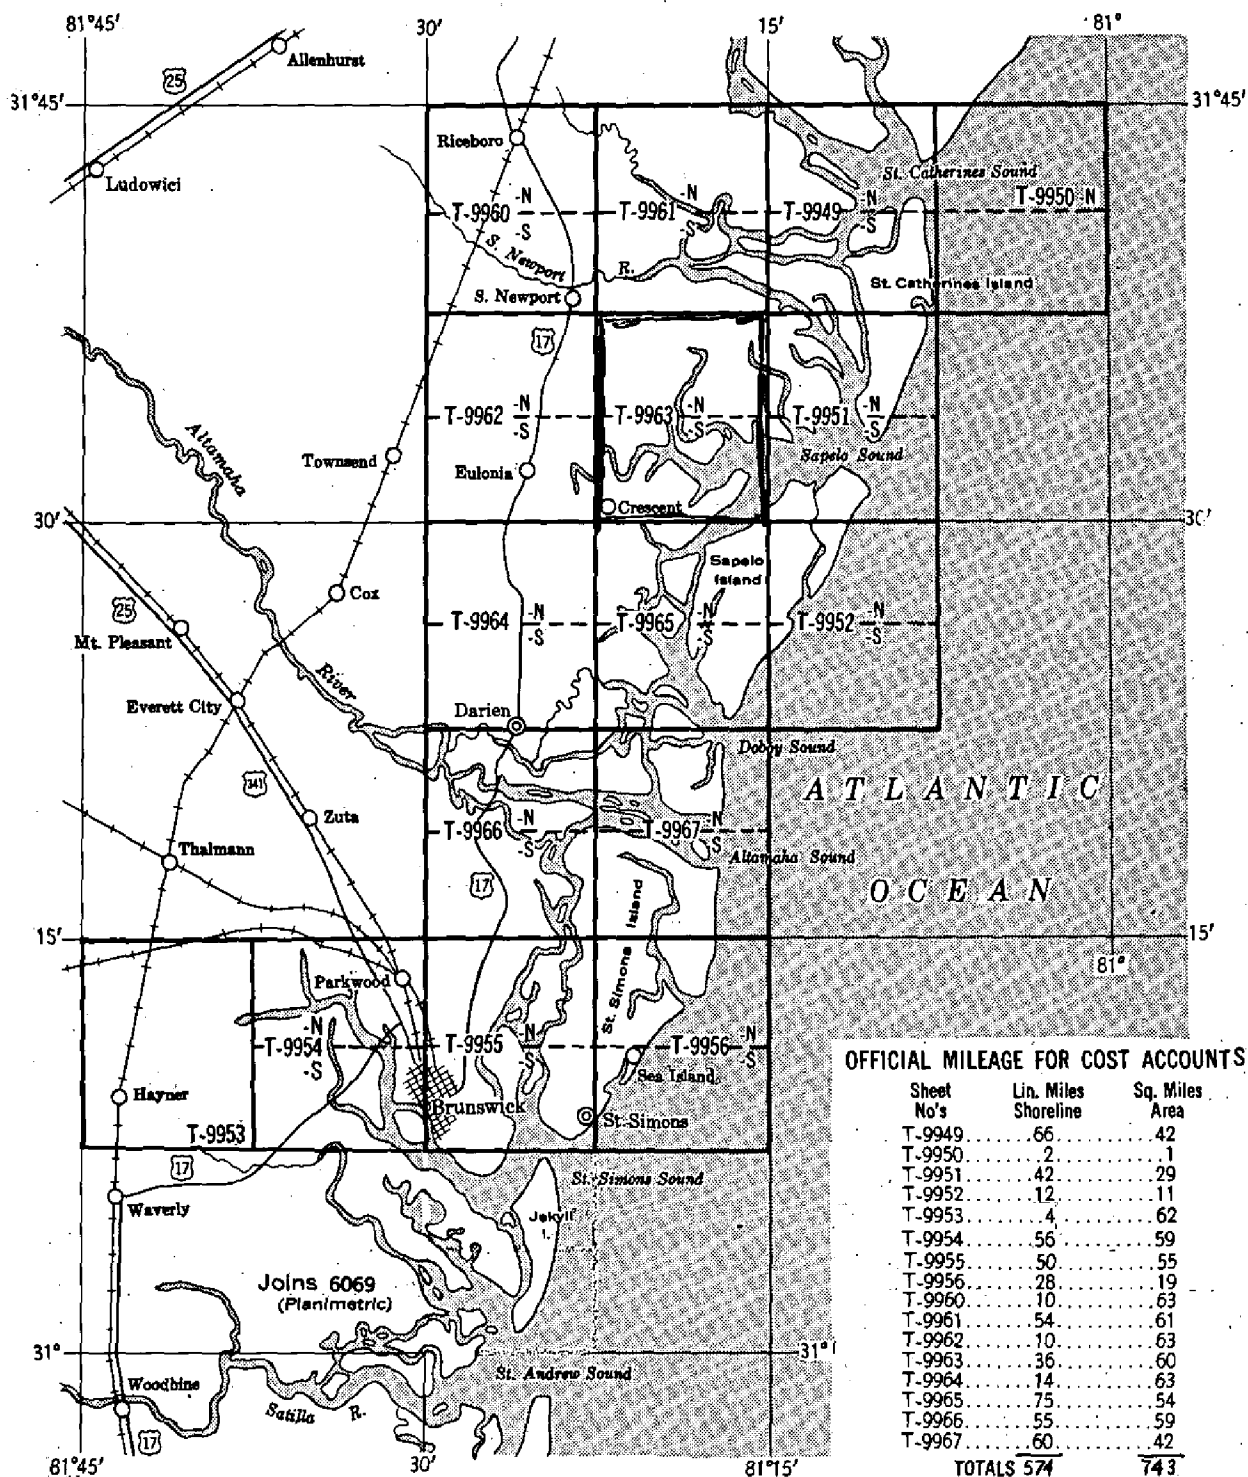 81°45'
30'
15'
81°
Allenhurst
25
31°45'
31°45'
Riceboro
Ludowici
St. Catherines Sound
T-9960 -N -S
T-9961 -N -S
T-9949 -N -S
T-9950 N
S. Newport R.
S. Newport
St. Catherines Island
17
T-9962 -N -S
T-9963 -N -S
T-9951 -N -S
Altamaha
Townsend
Eulonia
Sapelo Sound
Crescent
30'
30'
Sapelo Island
Cox
25
T-9964 -N -S
T-9965 -N -S
T-9952 -N -S
Mt. Pleasant
River
Everett City
Darien
Doboy Sound
341
ATLANTIC
Zuta
T-9966 -N -S
T-9967 -N -S
Thalmann
Altamaha Sound
17
OCEAN
St. Simons Island
15'
15'
81°
Parkwood
T-9954 -N -S
T-9955 -N -S
T-9956 -N -S
Sea Island
Hayner
Brunswick
St. Simons
T-9953
17
St. Simons Sound
Waverly
Jekyll I.
Joins 6069
(Planimetric)
31°
31°
St. Andrew Sound
Woodbine
Satilla R.
17
81°45'
30'
81°15'
OFFICIAL MILEAGE FOR COST ACCOUNTS
Sheet No's Lin. Miles Shoreline Sq. Miles Area
T-9949 66 42
T-9950 2 1
T-9951 42 29
T-9952 12 11
T-9953 4 62
T-9954 56 59
T-9955 50 55
T-9956 28 19
T-9960 10 63
T-9961 54 61
T-9962 10 63
T-9963 36 60
T-9964 14 63
T-9965 75 54
T-9966 55 59
T-9967 60 42
TOTALS 574 743